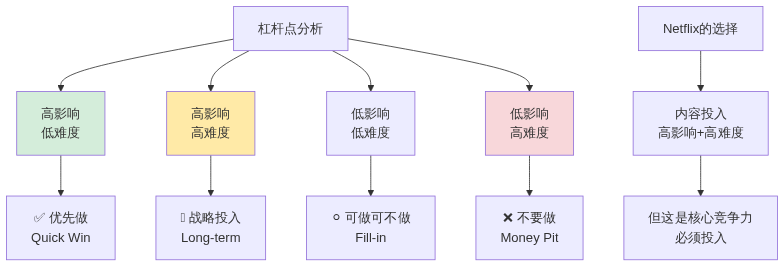 杠杆点分析
Netflix的选择
高影响
低难度
高影响
高难度
低影响
低难度
低影响
高难度
内容投入
高影响+高难度
✅ 优先做
Quick Win
战略投入
Long-term
⚪ 可做可不做
Fill-in
❌ 不要做
Money Pit
但这是核心竞争力
必须投入